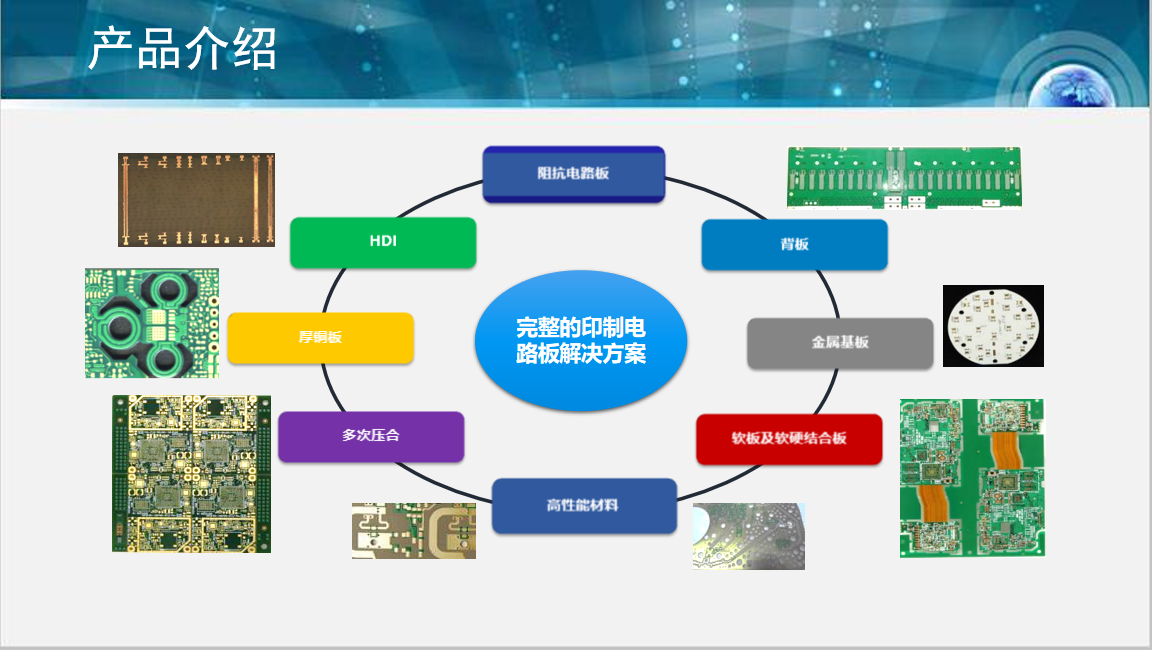 产品介绍
阻抗电路板
HDI
背板
厚铜板
完整的印制电
路板解决方案
金属基板
多次压合
软板及软硬结合板
高性能材料